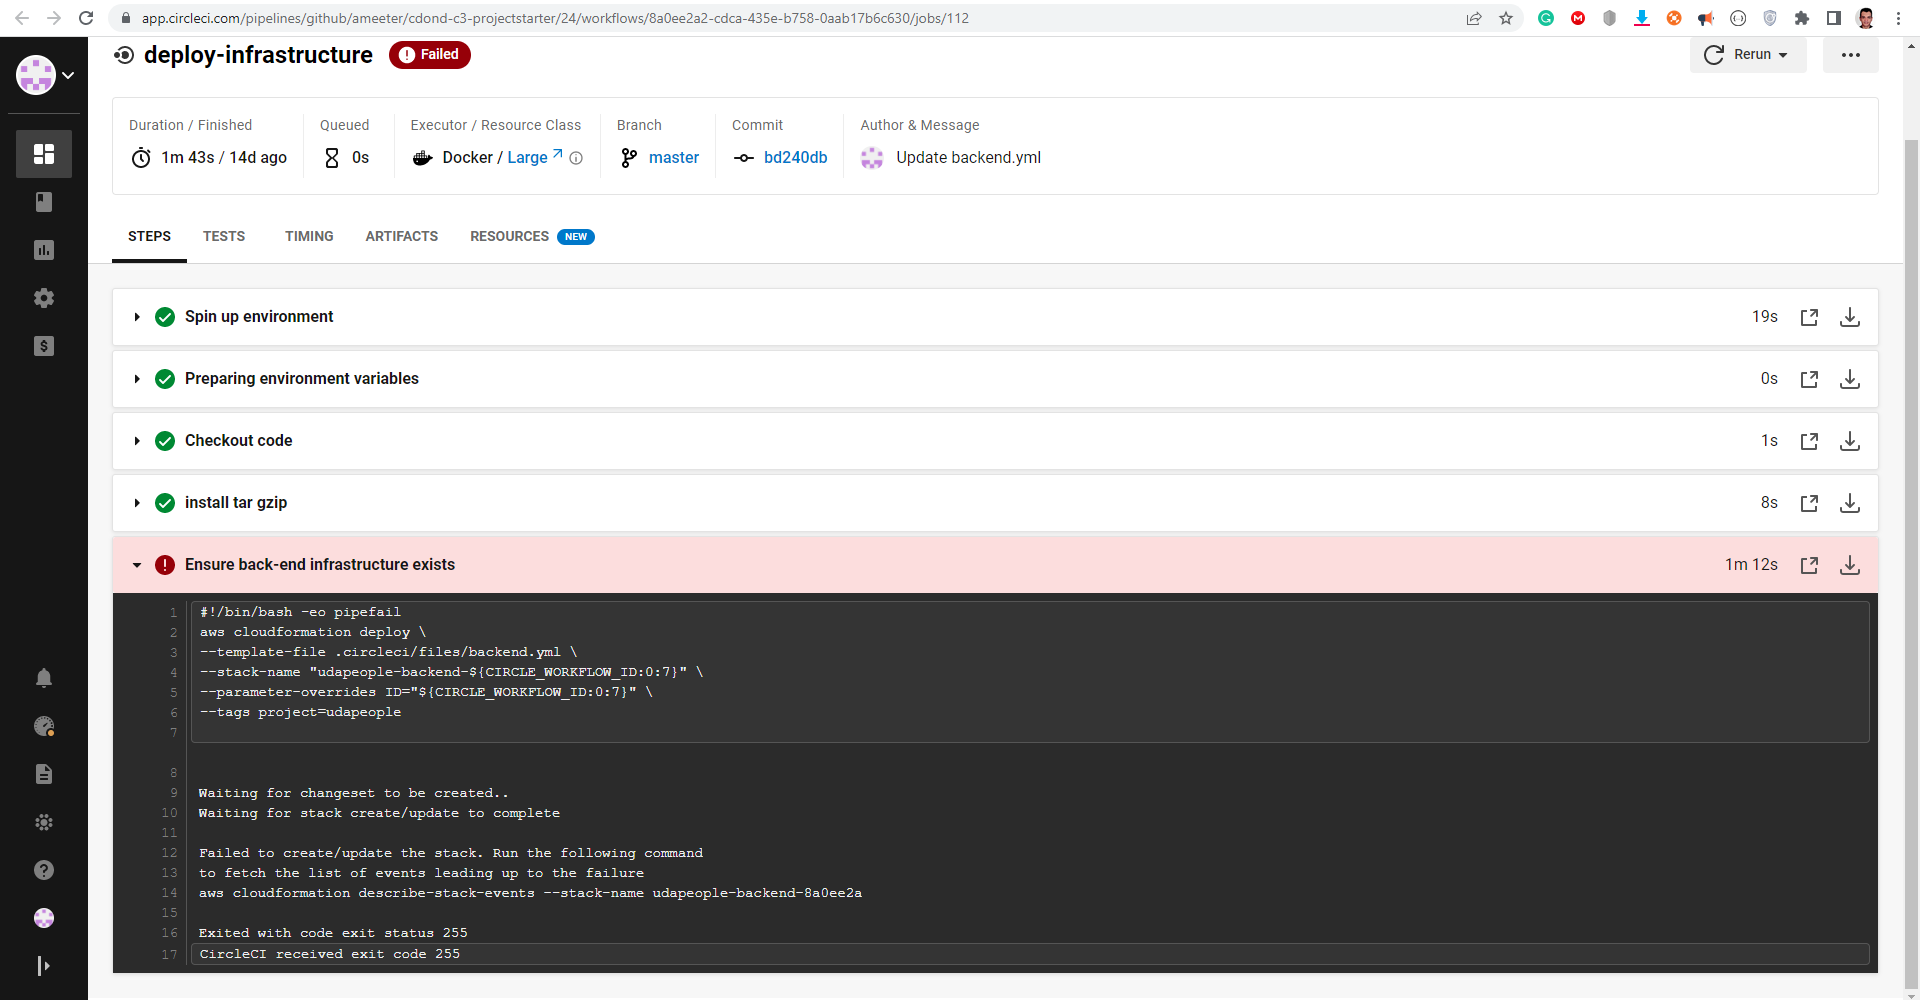 app.circleci.com/pipelines/github/ameeter/cdond-c3-projectstarter/24/workflows/8a0ee2a2-cdca-435e-b758-0aab17b6c630/jobs/112
deploy-infrastructure
Failed
Rerun
Duration / Finished
1m 43s / 14d ago
Queued
0s
Executor / Resource Class
Docker / Large
Branch
master
Commit
bd240db
Author & Message
Update backend.yml
STEPS TESTS TIMING ARTIFACTS RESOURCES NEW
Spin up environment 19s
Preparing environment variables 0s
Checkout code 1s
install tar gzip 8s
Ensure back-end infrastructure exists 1m 12s
1 #!/bin/bash -eo pipefail
2 aws cloudformation deploy \
3 --template-file .circleci/files/backend.yml \
4 --stack-name "udapeople-backend-${CIRCLE_WORKFLOW_ID:0:7}" \
5 --parameter-overrides ID="${CIRCLE_WORKFLOW_ID:0:7}" \
6 --tags project=udapeople
7
8
9 Waiting for changeset to be created..
10 Waiting for stack create/update to complete
11
12 Failed to create/update the stack. Run the following command
13 to fetch the list of events leading up to the failure
14 aws cloudformation describe-stack-events --stack-name udapeople-backend-8a0ee2a
15
16 Exited with code exit status 255
17 CircleCI received exit code 255